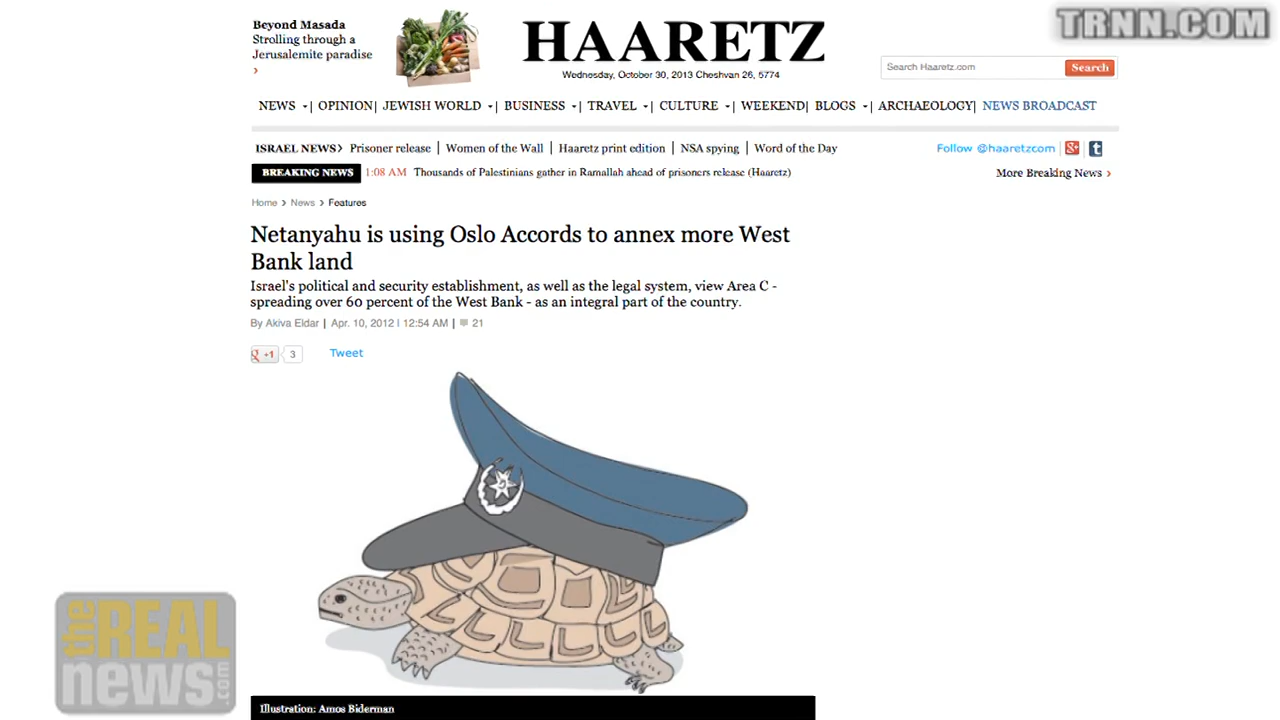 Beyond Masada
Strolling through a
Jerusalemite paradise
›
HAARETZ
Wednesday, October 30, 2013 Cheshvan 26, 5774
TRNN.COM
Search Haaretz.com
Search
NEWS | OPINION | JEWISH WORLD | BUSINESS | TRAVEL | CULTURE | WEEKEND | BLOGS | ARCHAEOLOGY | NEWS BROADCAST
ISRAEL NEWS › Prisoner release | Women of the Wall | Haaretz print edition | NSA spying | Word of the Day
Follow @haaretzcom | g+ | t
BREAKING NEWS 1:08 AM Thousands of Palestinians gather in Ramallah ahead of prisoners release (Haaretz)
More Breaking News ›
Home › News › Features
Netanyahu is using Oslo Accords to annex more West
Bank land
Israel's political and security establishment, as well as the legal system, view Area C -
spreading over 60 percent of the West Bank - as an integral part of the country.
By Akiva Eldar | Apr. 10, 2012 | 12:54 AM | 21
g +1 3 Tweet
the REAL
news.com
Illustration: Amos Biderman